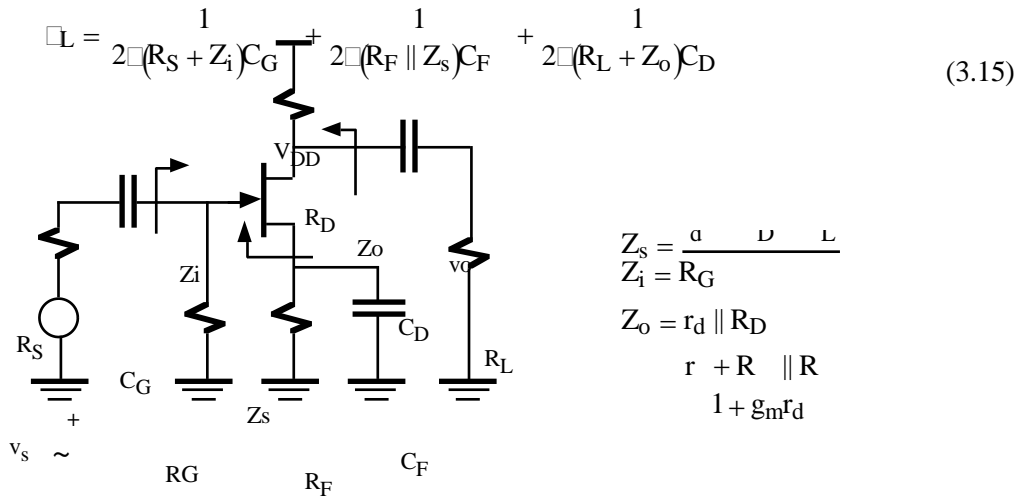 □L = 1 / 2□(RS + Zi)CG + 1 / 2□(RF || Zs)CF + 1 / 2□(RL + Zo)CD
(3.15)
VDD
RD
Zi
Zo
vo
CD
RS
RL
CG
Zs
+
vs ~
RG
RF
CF
Zs = d D L
Zi = RG
Zo = rd || RD
r + R || R
1 + gmrd